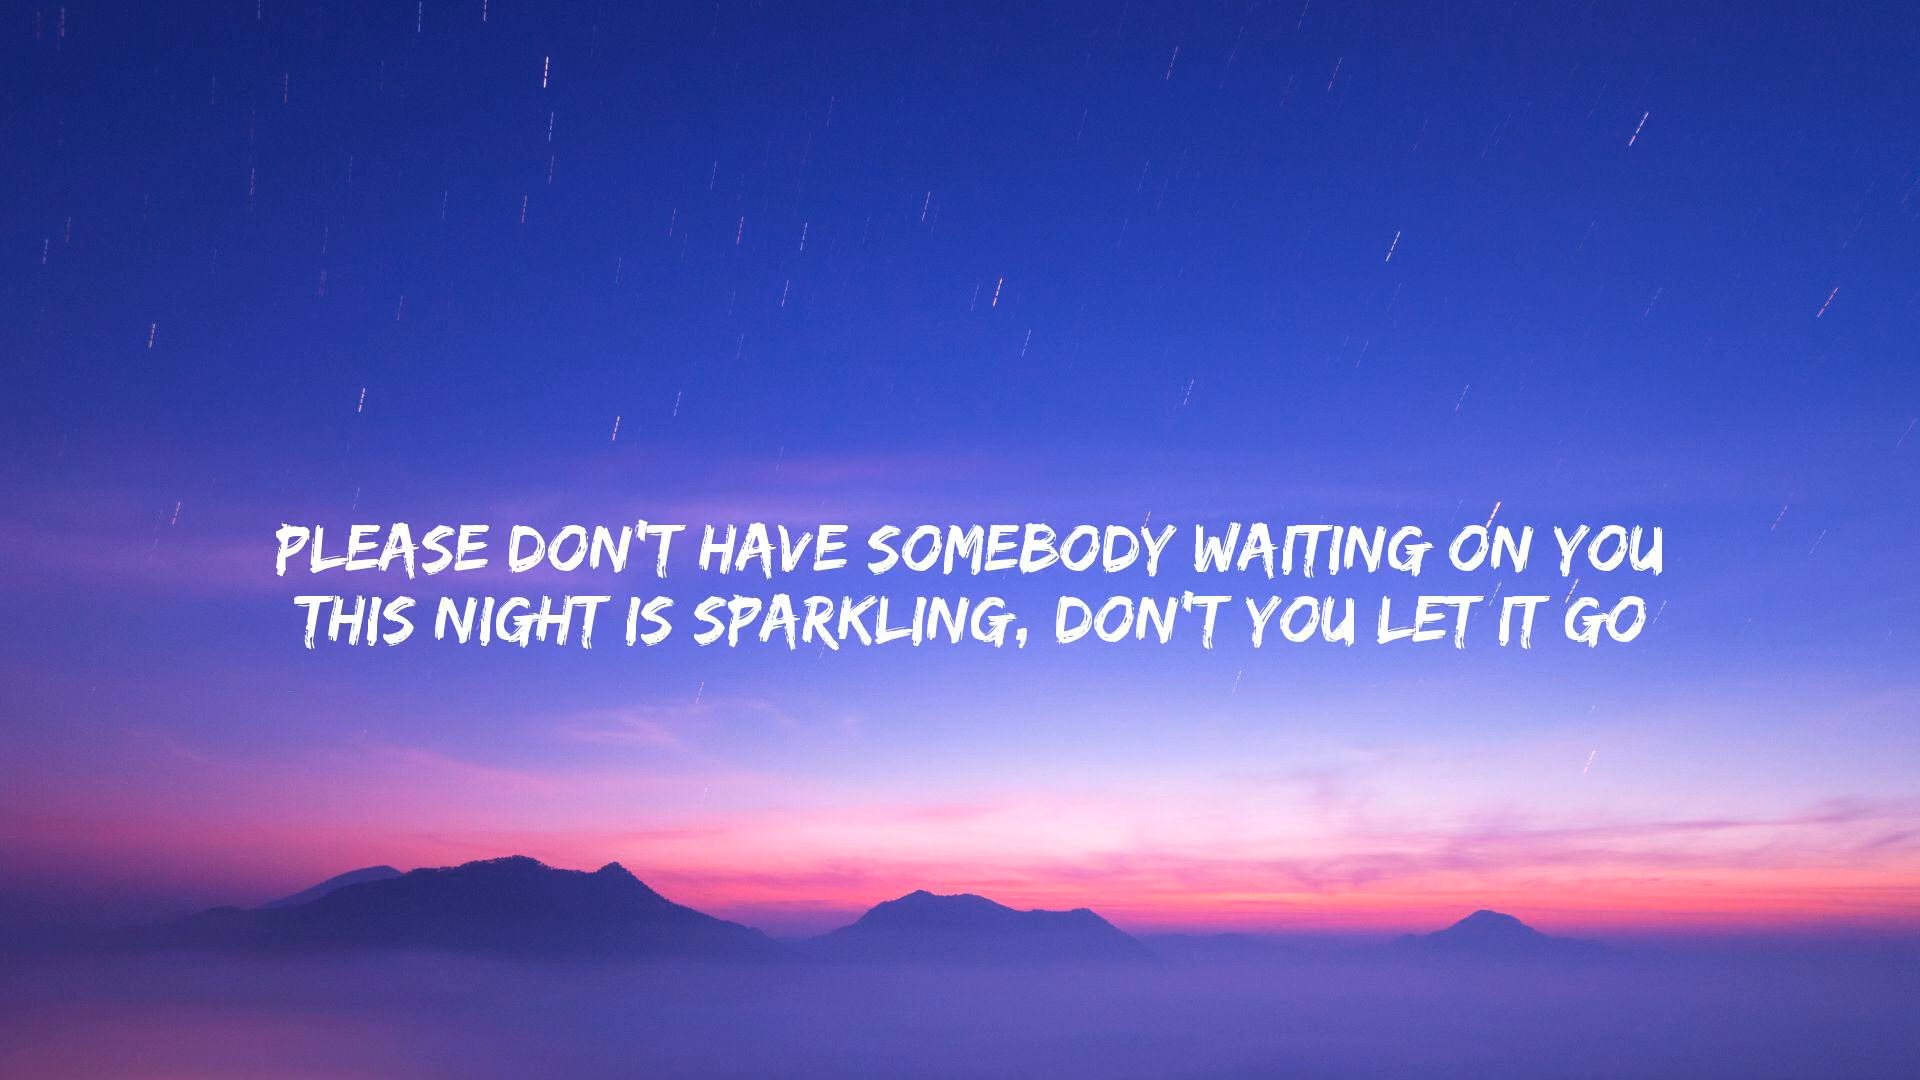 PLEASE DON'T HAVE SOMEBODY WAITING ON YOU
THIS NIGHT IS SPARKLING, DON'T YOU LET IT GO